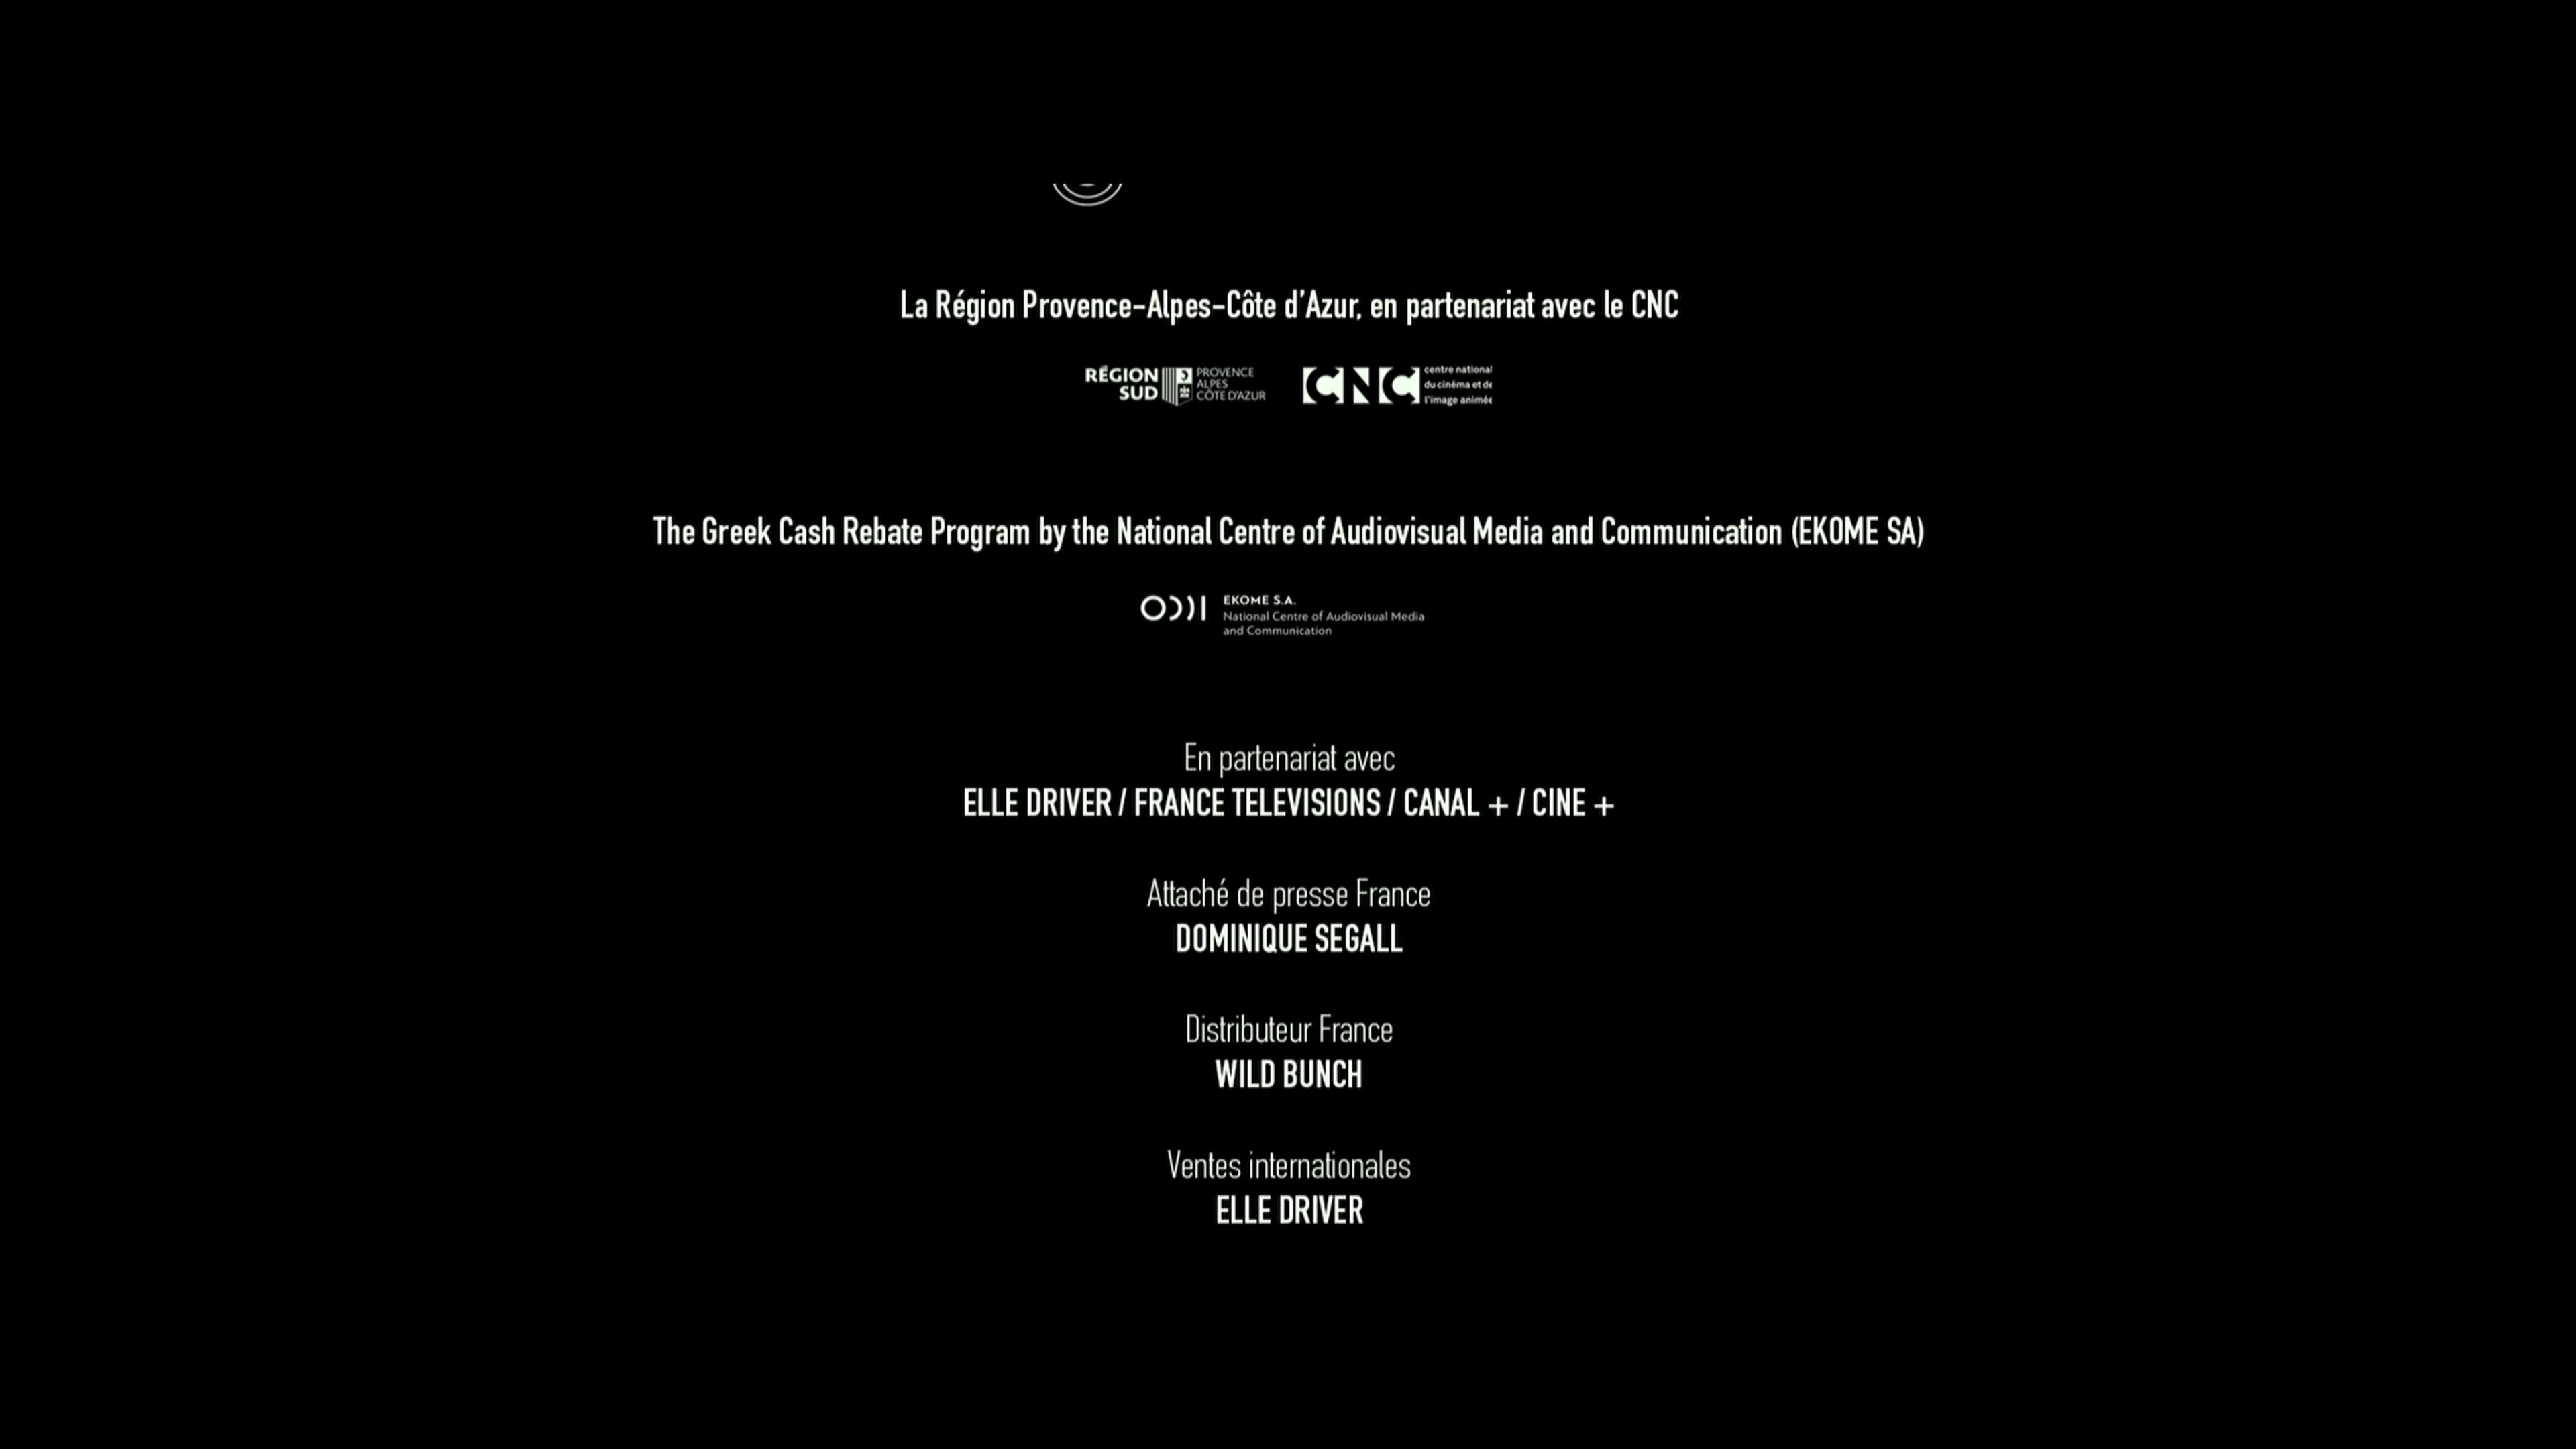 La Région Provence-Alpes-Côte d'Azur, en partenariat avec le CNC
RÉGION SUD
PROVENCE
ALPES
CÔTE D'AZUR
CNC
centre national
du cinéma et de
l'image animée
The Greek Cash Rebate Program by the National Centre of Audiovisual Media and Communication (EKOME SA)
EKOME S.A.
National Centre of Audiovisual Media
and Communication
En partenariat avec
ELLE DRIVER / FRANCE TELEVISIONS / CANAL + / CINE +
Attaché de presse France
DOMINIQUE SEGALL
Distributeur France
WILD BUNCH
Ventes internationales
ELLE DRIVER